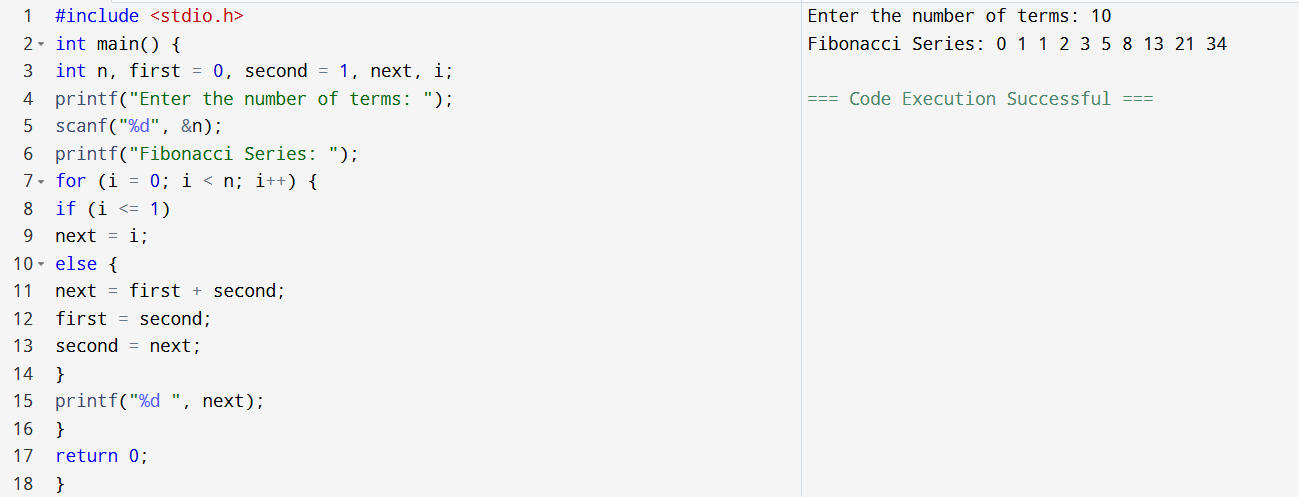 1 #include <stdio.h>
2 int main() {
3 int n, first = 0, second = 1, next, i;
4 printf("Enter the number of terms: ");
5 scanf("%d", &n);
6 printf("Fibonacci Series: ");
7 for (i = 0; i < n; i++) {
8 if (i <= 1)
9 next = i;
10 else {
11 next = first + second;
12 first = second;
13 second = next;
14 }
15 printf("%d ", next);
16 }
17 return 0;
18 }
Enter the number of terms: 10
Fibonacci Series: 0 1 1 2 3 5 8 13 21 34
=== Code Execution Successful ===